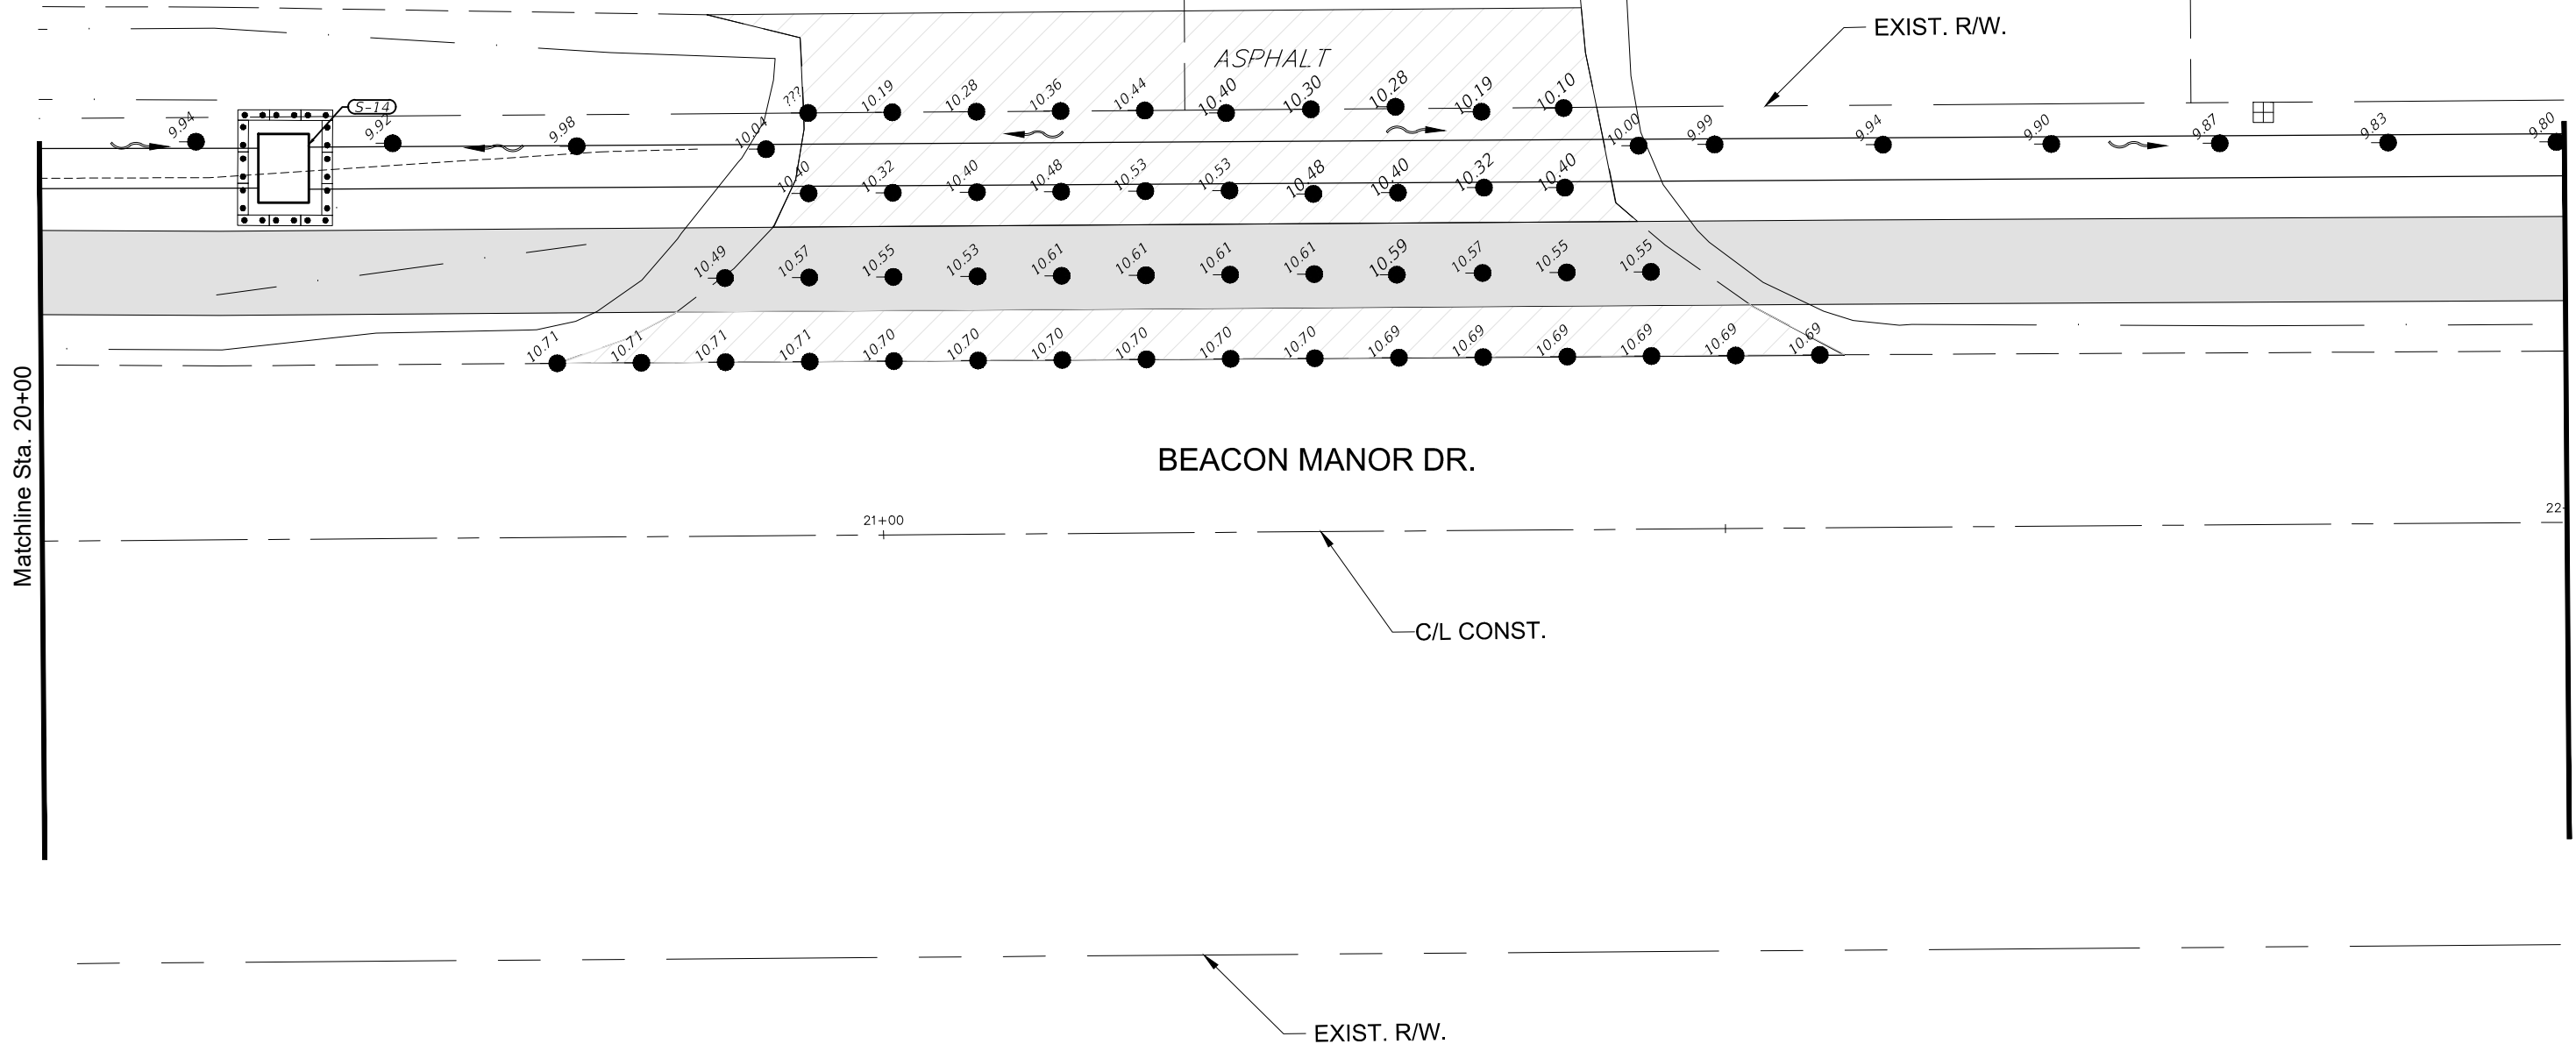 EXIST. R/W.
ASPHALT
S-14
??? 10.19 10.28 10.36 10.44 10.40 10.30 10.28 10.19 10.10
9.94 9.92 9.98 10.04 10.00 9.99 9.94 9.90 9.87 9.83 9.80
10.40 10.32 10.40 10.48 10.53 10.53 10.48 10.40 10.32 10.40
10.49 10.57 10.55 10.53 10.61 10.61 10.61 10.61 10.59 10.57 10.55 10.55
10.71 10.71 10.71 10.71 10.70 10.70 10.70 10.70 10.70 10.70 10.69 10.69 10.69 10.69 10.69 10.69
Matchline Sta. 20+00
BEACON MANOR DR.
21+00
22
C/L CONST.
EXIST. R/W.